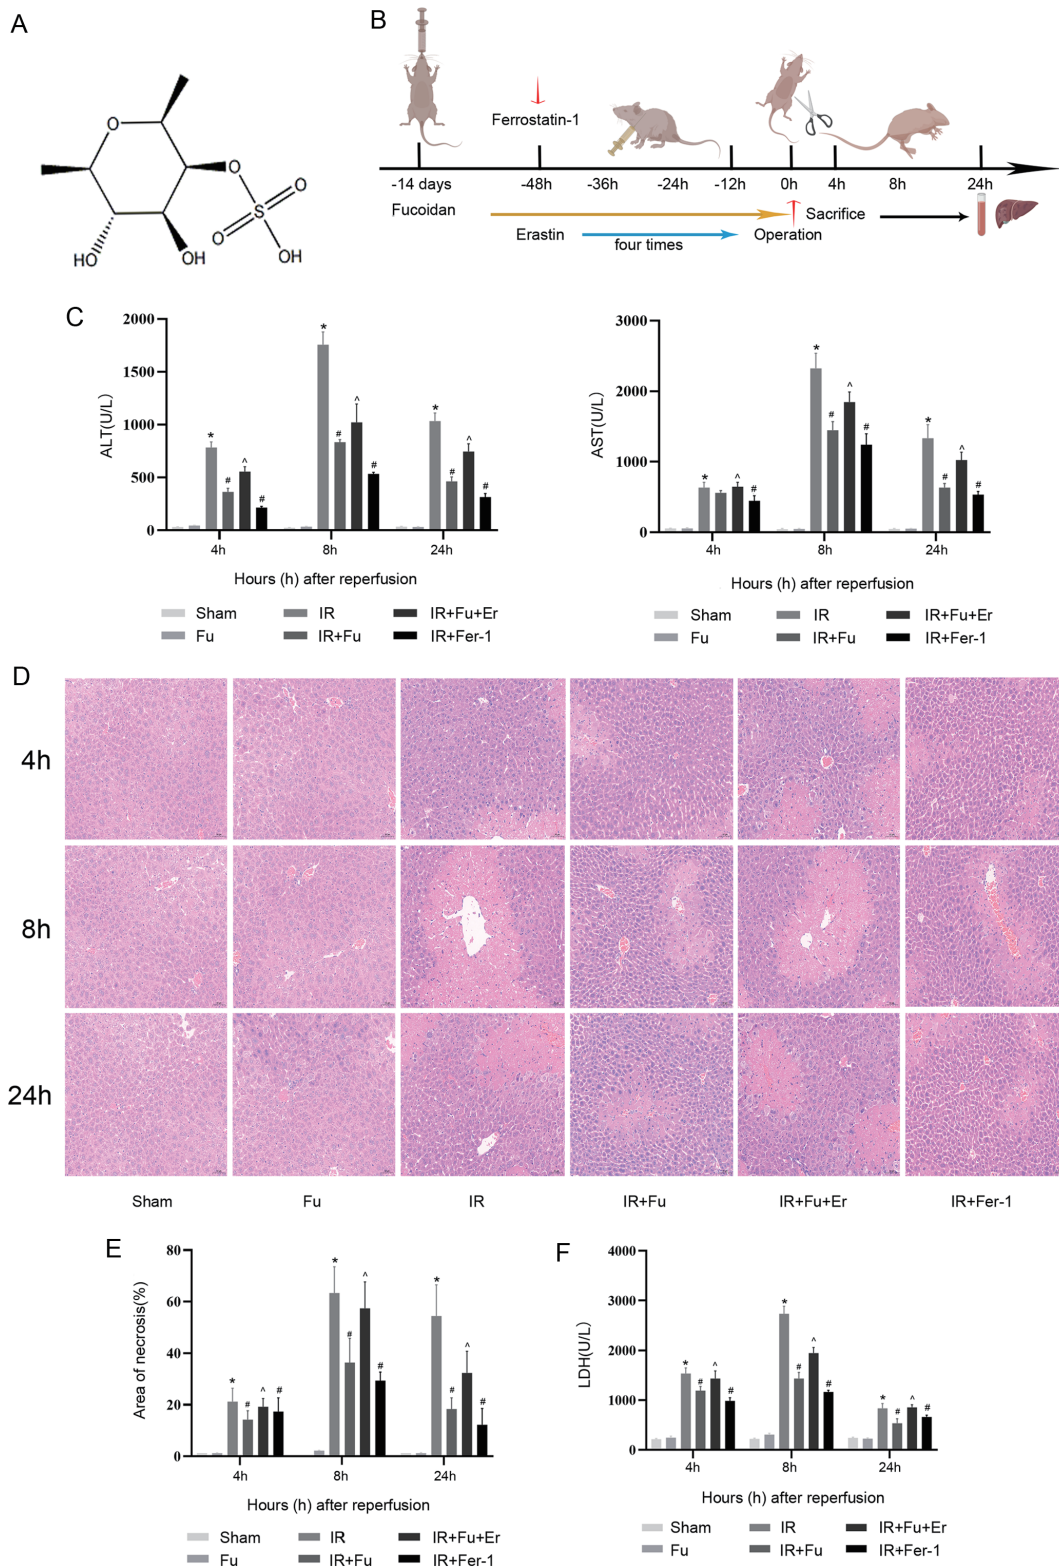 A
O
O
O
S
O
O
HO
OH
OH
B
Ferrostatin-1
-14 days
-48h
-36h
-24h
-12h
0h
4h
8h
24h
Fucoidan
Sacrifice
Erastin
four times
Operation
C
ALT(U/L)
2000
1500
1000
500
0
*
#
^
#
*
#
^
#
*
#
^
#
4h
8h
24h
Hours (h) after reperfusion
Sham
IR
IR+Fu+Er
Fu
IR+Fu
IR+Fer-1
AST(U/L)
3000
2000
1000
0
*
^
#
*
#
^
#
*
#
^
#
4h
8h
24h
Hours (h) after reperfusion
Sham
IR
IR+Fu+Er
Fu
IR+Fu
IR+Fer-1
D
4h
8h
24h
Sham
Fu
IR
IR+Fu
IR+Fu+Er
IR+Fer-1
E
Area of necrosis(%)
80
60
40
20
0
*
#
^
#
*
#
^
#
*
#
^
#
4h
8h
24h
Hours (h) after reperfusion
Sham
IR
IR+Fu+Er
Fu
IR+Fu
IR+Fer-1
F
LDH(U/L)
4000
3000
2000
1000
0
*
#
^
#
*
#
^
#
*
#
^
#
4h
8h
24h
Hours (h) after reperfusion
Sham
IR
IR+Fu+Er
Fu
IR+Fu
IR+Fer-1